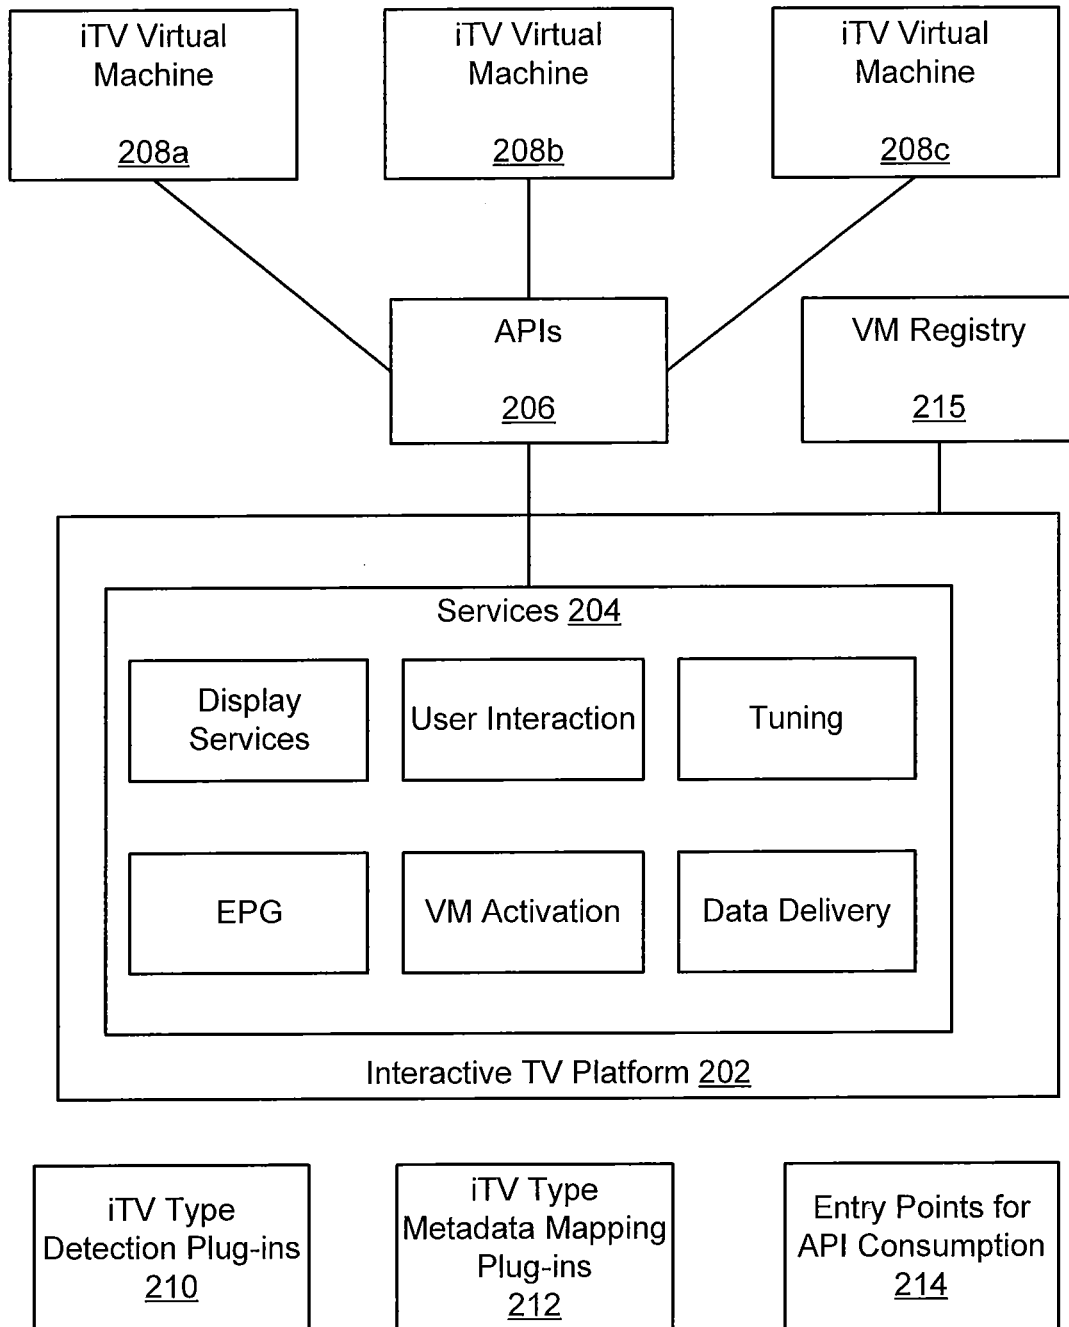 iTV Virtual
Machine
208a
iTV Virtual
Machine
208b
iTV Virtual
Machine
208c
APIs
206
VM Registry
215
Services 204
Display
Services
User Interaction
Tuning
EPG
VM Activation
Data Delivery
Interactive TV Platform 202
iTV Type
Detection Plug-ins
210
iTV Type
Metadata Mapping
Plug-ins
212
Entry Points for
API Consumption
214